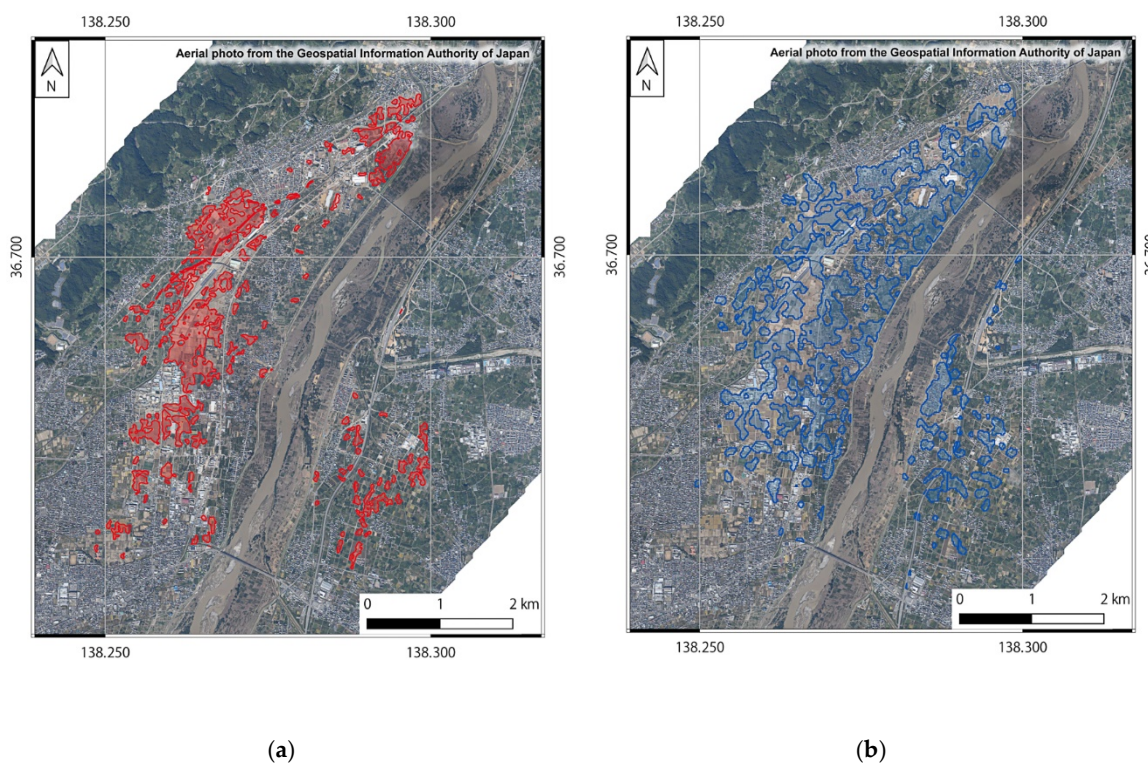 138.250 138.300
Aerial photo from the Geospatial Information Authority of Japan
N
36.700 36.700
0 1 2 km
138.250 138.300
(a)
138.250 138.300
Aerial photo from the Geospatial Information Authority of Japan
N
36.700
0 1 2 km
138.250 138.300
(b)